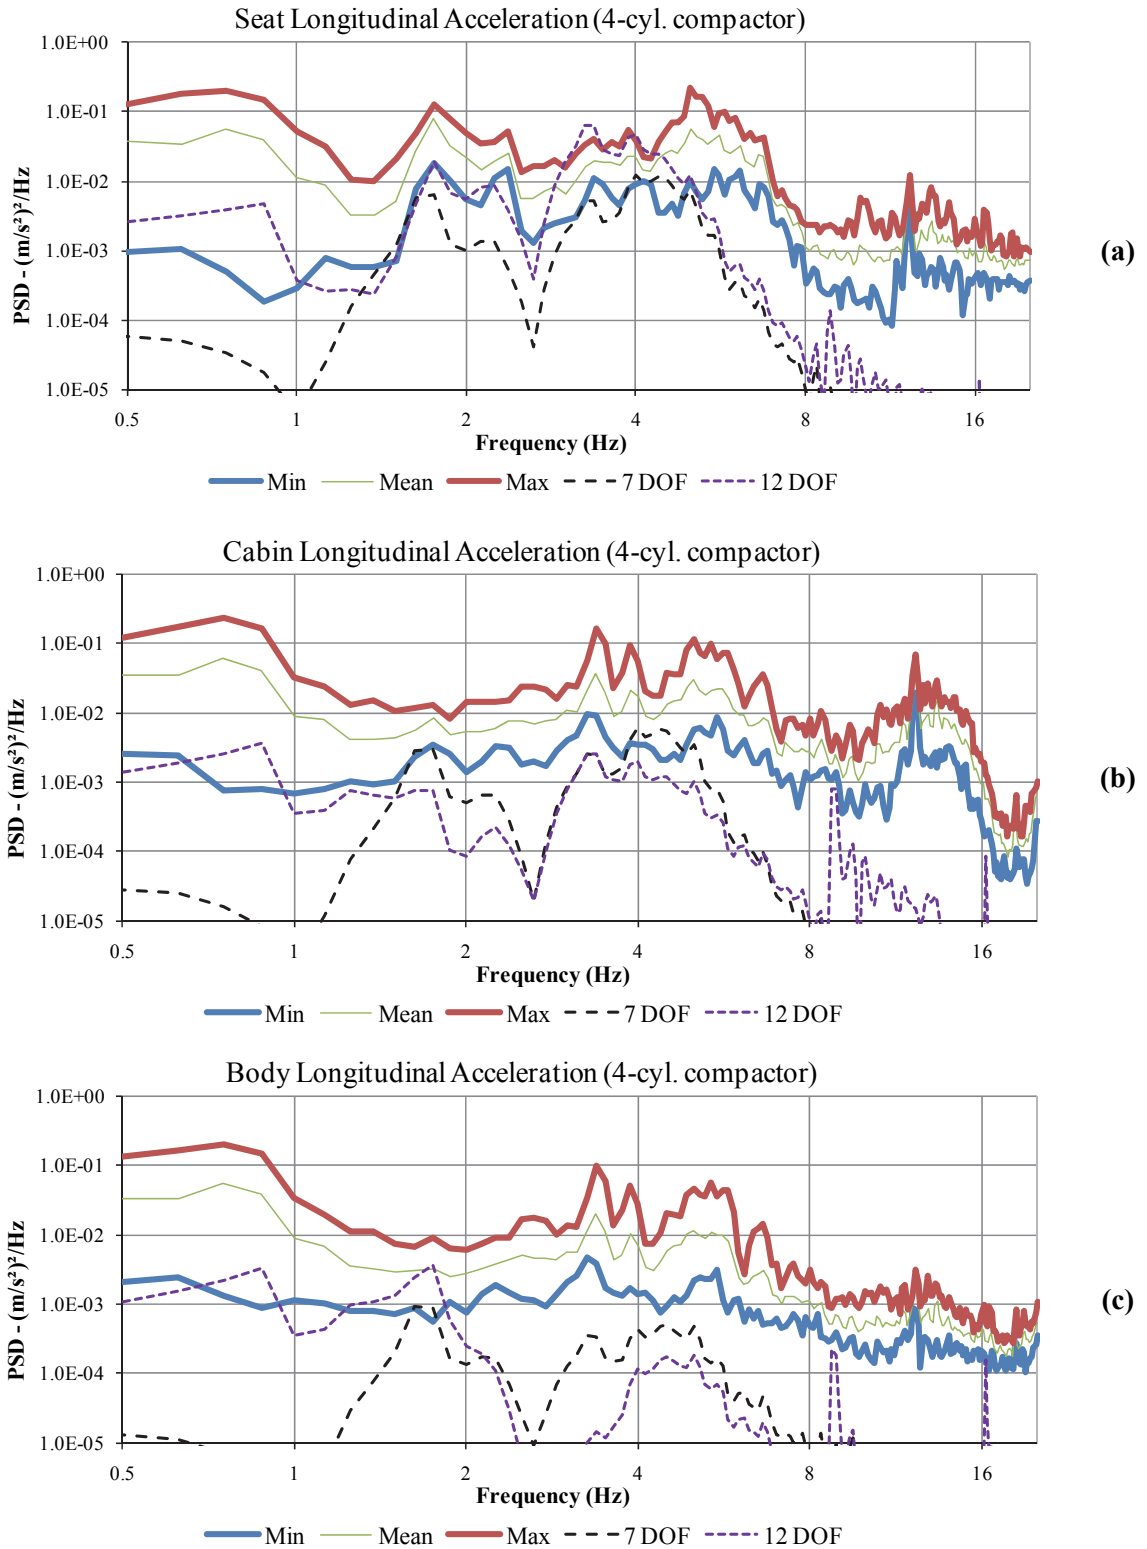 Seat Longitudinal Acceleration (4-cyl. compactor)
1.0E+00
1.0E-01
1.0E-02
1.0E-03
1.0E-04
1.0E-05
PSD - (m/s²)²/Hz
0.5 1 2 4 8 16
Frequency (Hz)
Min Mean Max 7 DOF 12 DOF
(a)
Cabin Longitudinal Acceleration (4-cyl. compactor)
1.0E+00
1.0E-01
1.0E-02
1.0E-03
1.0E-04
1.0E-05
PSD - (m/s²)²/Hz
0.5 1 2 4 8 16
Frequency (Hz)
Min Mean Max 7 DOF 12 DOF
(b)
Body Longitudinal Acceleration (4-cyl. compactor)
1.0E+00
1.0E-01
1.0E-02
1.0E-03
1.0E-04
1.0E-05
PSD - (m/s²)²/Hz
0.5 1 2 4 8 16
Frequency (Hz)
Min Mean Max 7 DOF 12 DOF
(c)